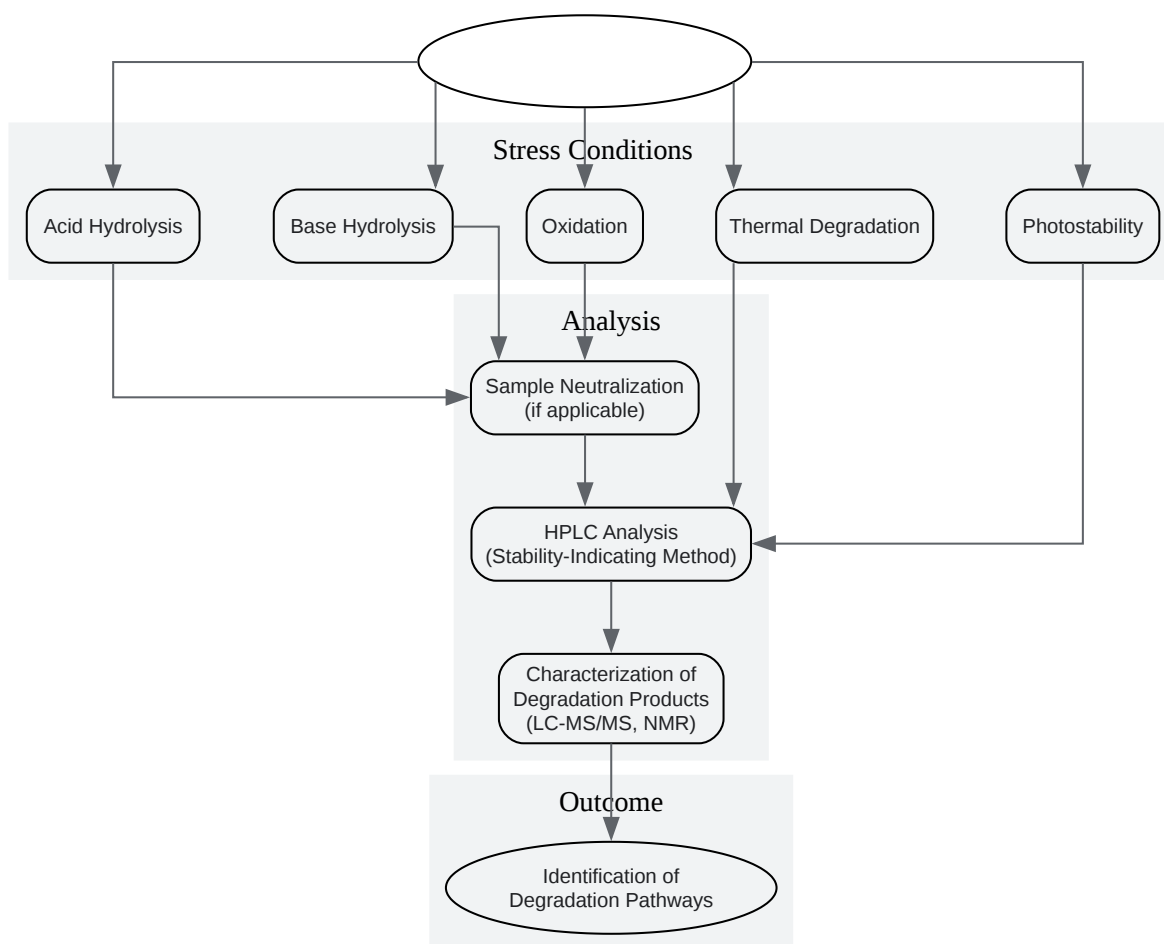 Stress Conditions
Acid Hydrolysis
Base Hydrolysis
Oxidation
Thermal Degradation
Photostability
Analysis
Sample Neutralization
(if applicable)
HPLC Analysis
(Stability-Indicating Method)
Characterization of
Degradation Products
(LC-MS/MS, NMR)
Outcome
Identification of
Degradation Pathways